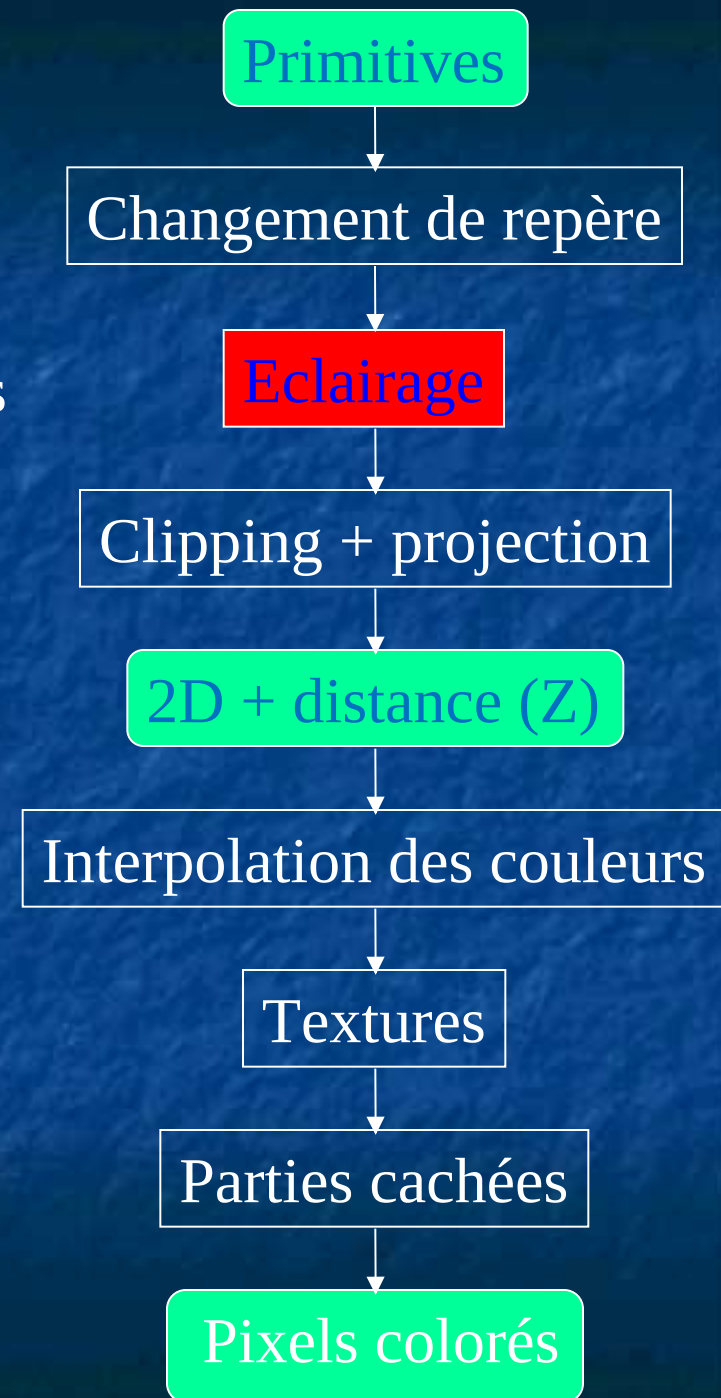 Primitives
Changement de repère
s
Eclairage
Clipping + projection
2D + distance (Z)
Interpolation des couleurs
Textures
Parties cachées
Pixels colorés